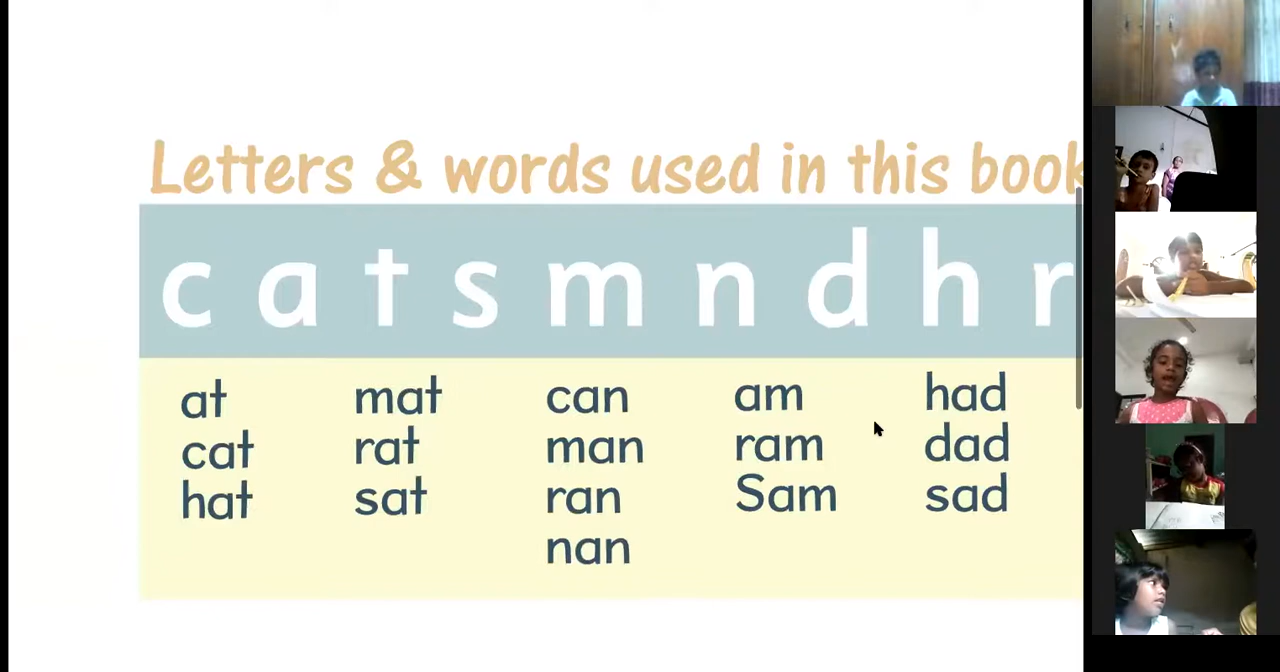 Letters & words used in this book
c a t s m n d h r
at mat can am had
cat rat man ram dad
hat sat ran Sam sad
nan